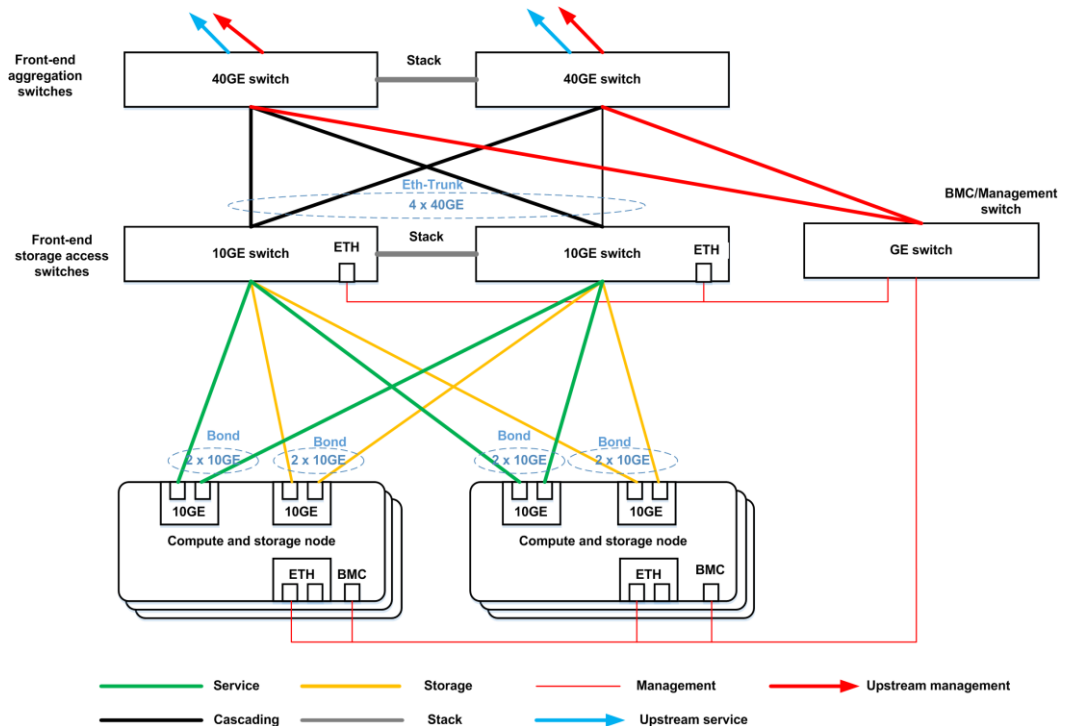 Front-end
aggregation
switches
40GE switch
Stack
40GE switch
Eth-Trunk
4 x 40GE
BMC/Management
switch
Front-end
storage access
switches
10GE switch
ETH
Stack
10GE switch
ETH
GE switch
Bond
2 x 10GE
Bond
2 x 10GE
Bond
2 x 10GE
Bond
2 x 10GE
10GE
10GE
10GE
10GE
Compute and storage node
Compute and storage node
ETH
BMC
ETH
BMC
Service
Storage
Management
Upstream management
Cascading
Stack
Upstream service